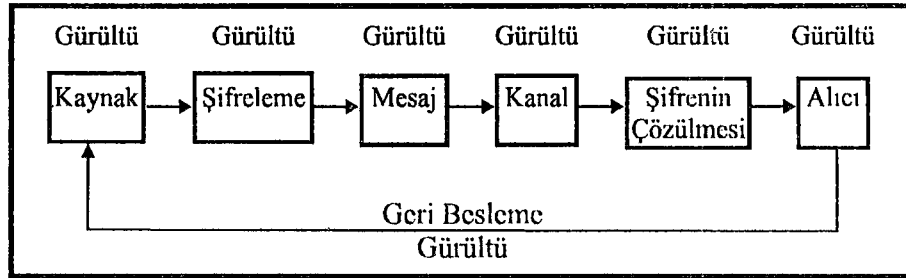 Gürültü Gürültü Gürültü Gürültü Gürültü Gürültü
Kaynak Şifreleme Mesaj Kanal Şifrenin Alıcı
Çözülmesi
Geri Besleme
Gürültü